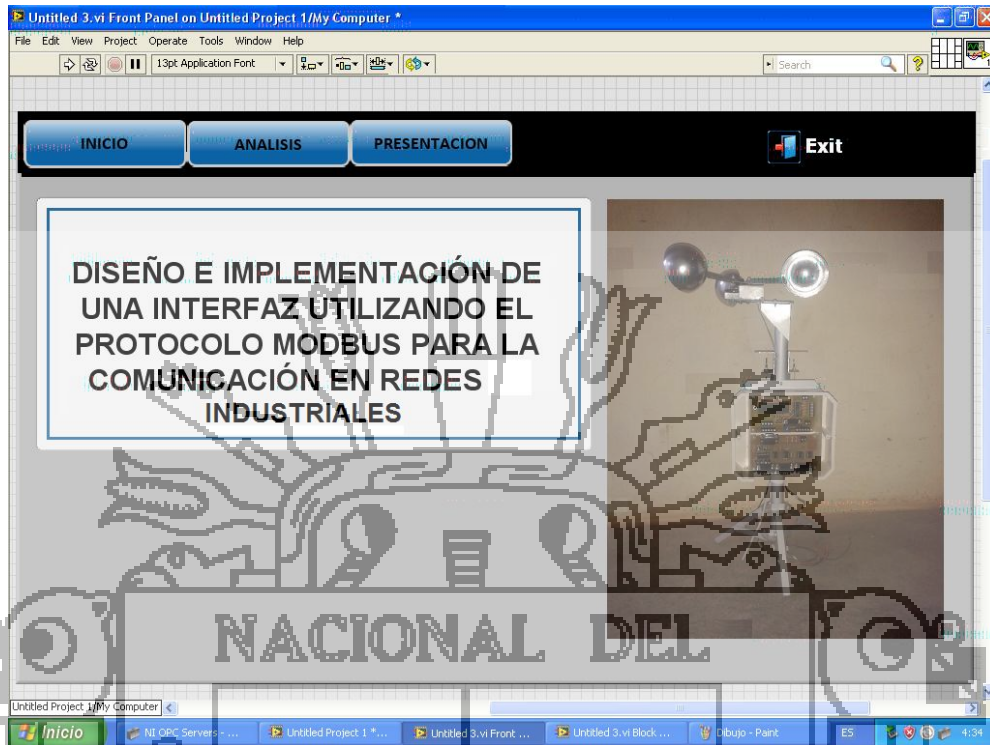 Untitled 3.vi Front Panel on Untitled Project 1/My Computer *
File Edit View Project Operate Tools Window Help
13pt Application Font
Search
1
INICIO
ANALISIS
PRESENTACION
Exit
DISEÑO E IMPLEMENTACIÓN DE
UNA INTERFAZ UTILIZANDO EL
PROTOCOLO MODBUS PARA LA
COMUNICACIÓN EN REDES
INDUSTRIALES
NACIONAL DEL
Untitled Project 1/My Computer
Inicio
NI OPC Servers - ...
Untitled Project 1 *...
Untitled 3.vi Front ...
Untitled 3.vi Block ...
Dibujo - Paint
ES
4:34